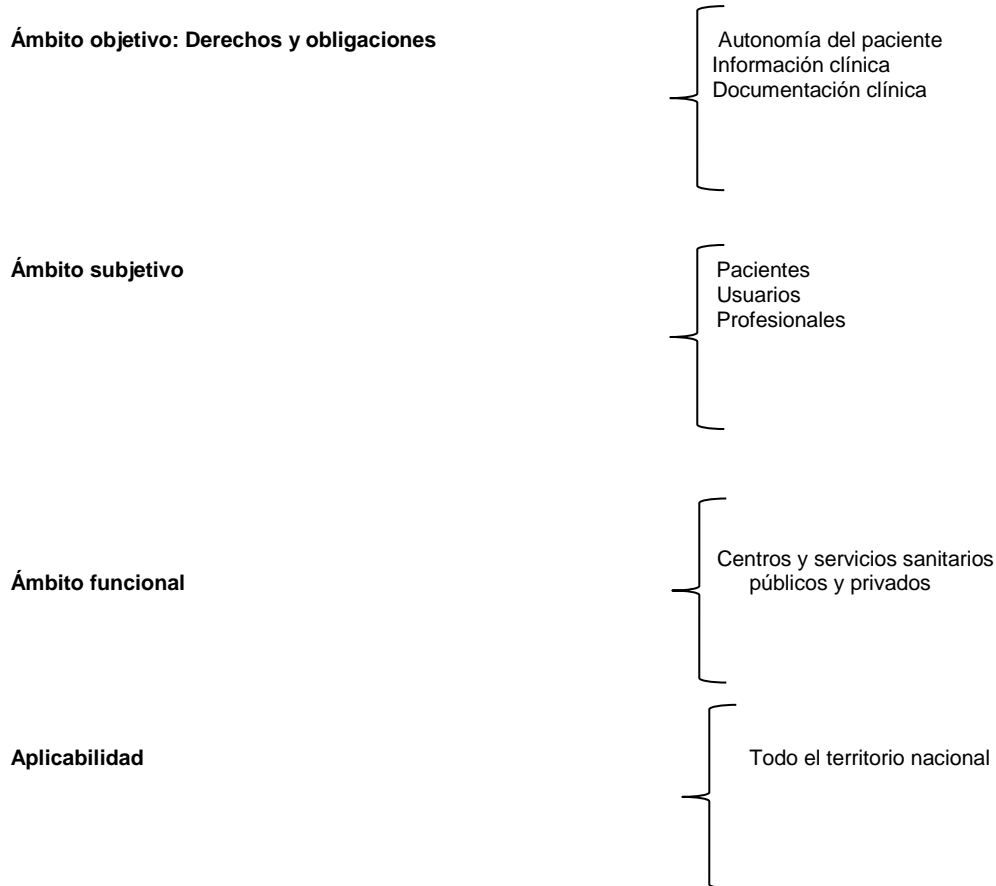 Ámbito objetivo: Derechos y obligaciones
Autonomía del paciente
Información clínica
Documentación clínica
Ámbito subjetivo
Pacientes
Usuarios
Profesionales
Ámbito funcional
Centros y servicios sanitarios
públicos y privados
Aplicabilidad
Todo el territorio nacional